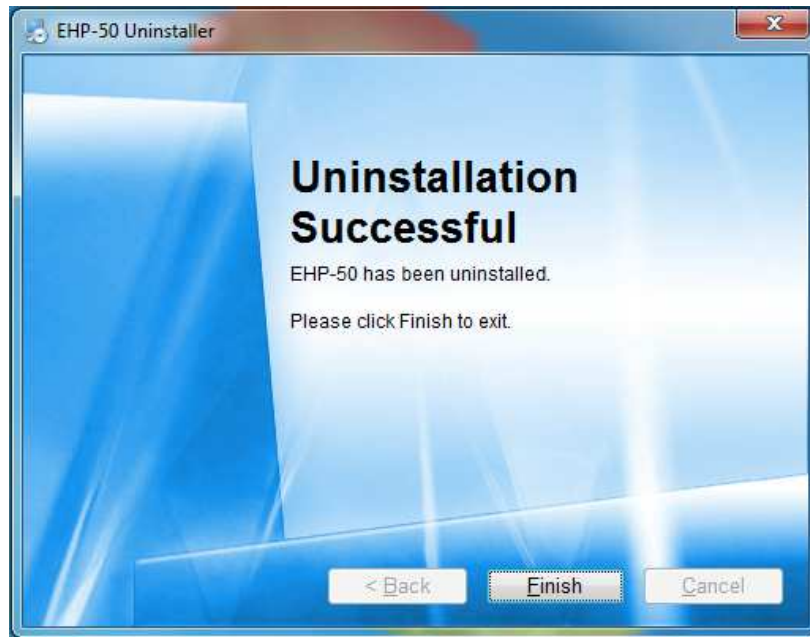 EHP-50 Uninstaller
Uninstallation
Successful
EHP-50 has been uninstalled.
Please click Finish to exit.
< Back
Finish
Cancel